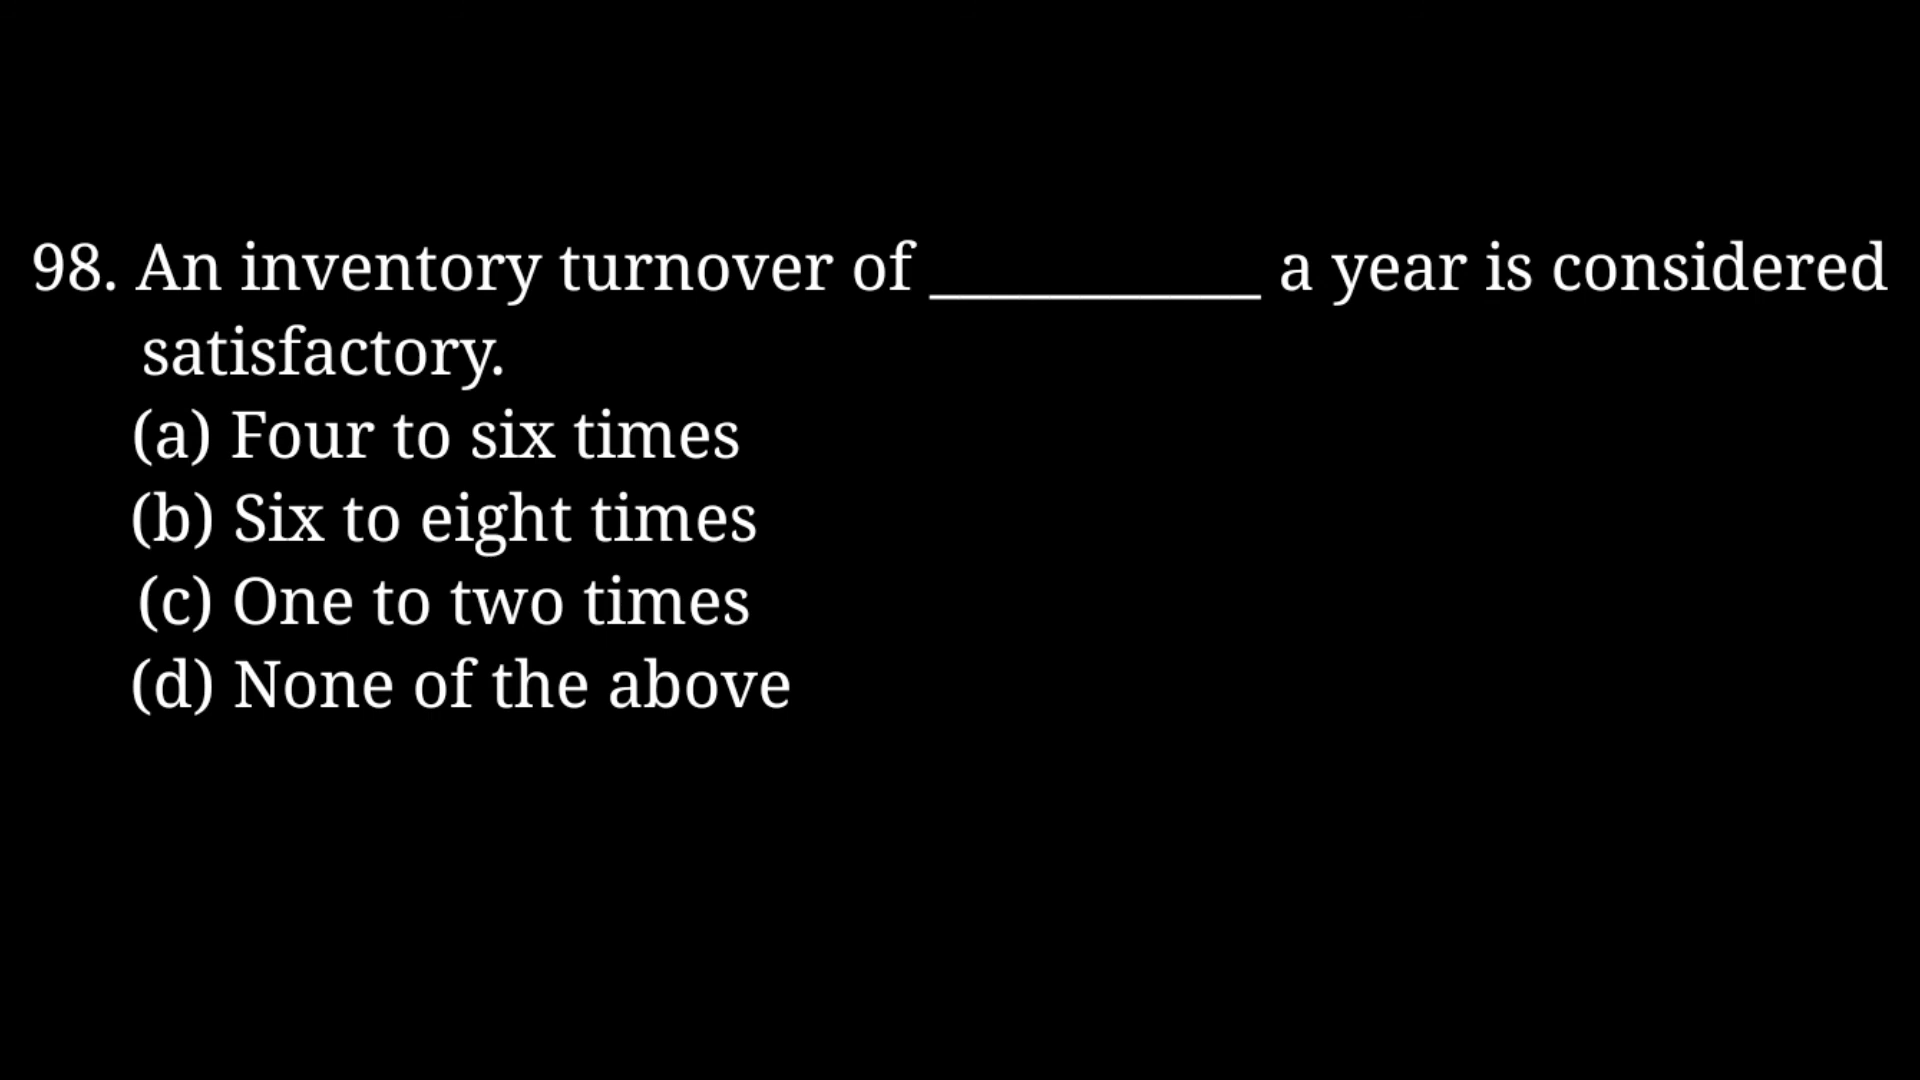 98. An inventory turnover of __________ a year is considered
satisfactory.
(a) Four to six times
(b) Six to eight times
(c) One to two times
(d) None of the above